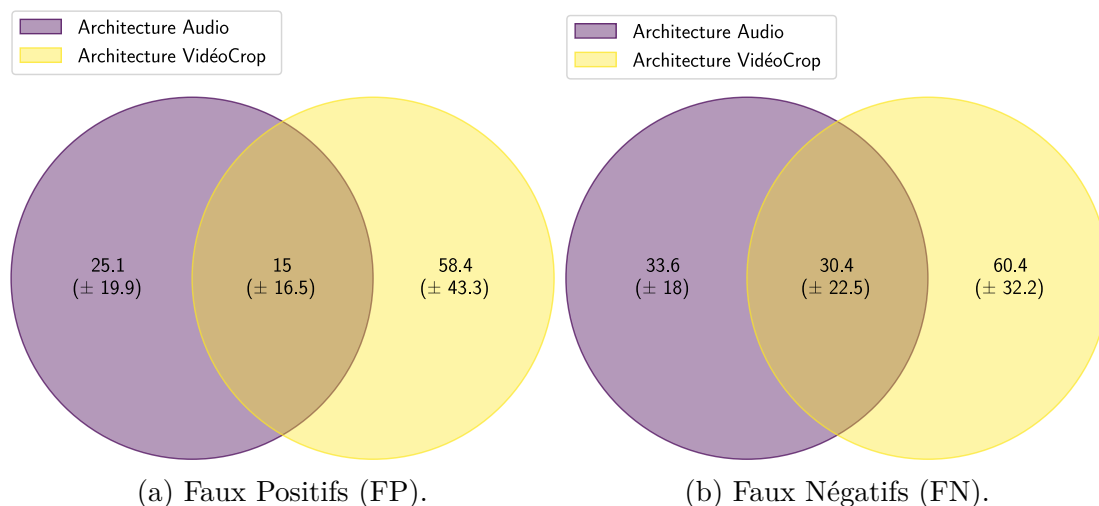 Architecture Audio
Architecture VidéoCrop
25.1
(± 19.9)
15
(± 16.5)
58.4
(± 43.3)
(a) Faux Positifs (FP).
Architecture Audio
Architecture VidéoCrop
33.6
(± 18)
30.4
(± 22.5)
60.4
(± 32.2)
(b) Faux Négatifs (FN).